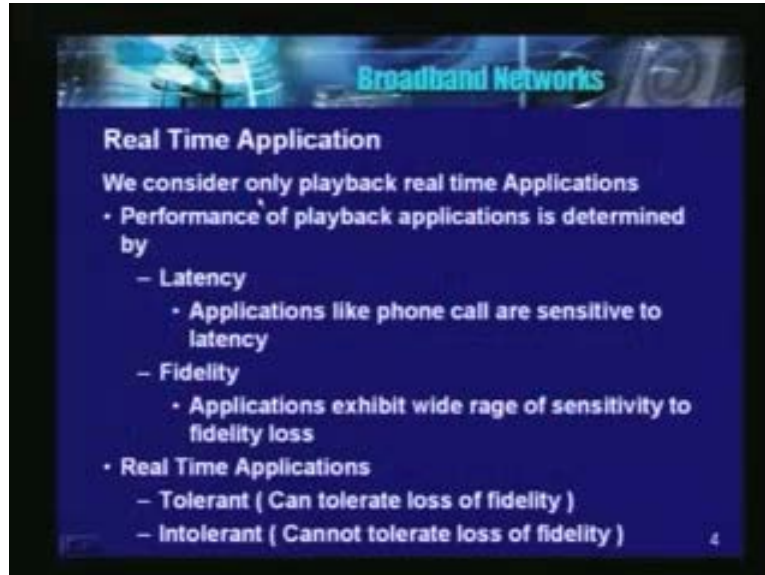 Broadband Networks
Real Time Application
We consider only playback real time Applications
• Performance of playback applications is determined
by
– Latency
• Applications like phone call are sensitive to
latency
– Fidelity
• Applications exhibit wide rage of sensitivity to
fidelity loss
• Real Time Applications
– Tolerant ( Can tolerate loss of fidelity )
– Intolerant ( Cannot tolerate loss of fidelity )
4